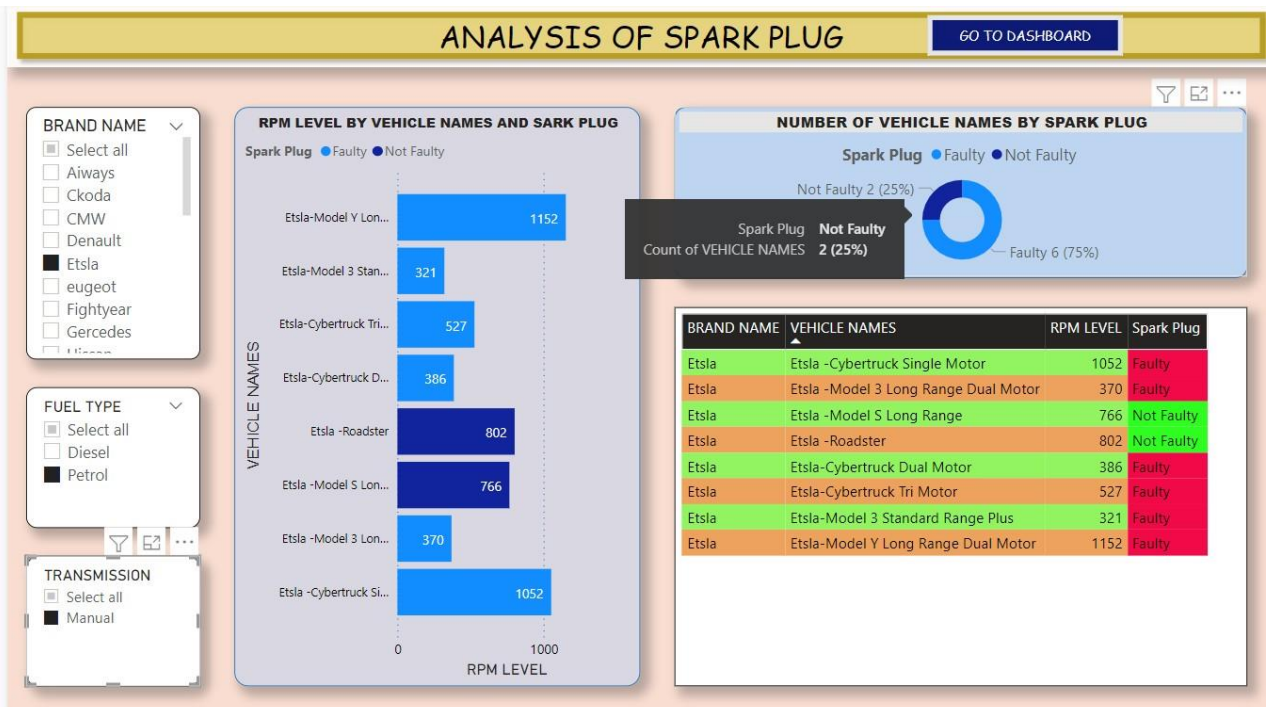 ANALYSIS OF SPARK PLUG
GO TO DASHBOARD
BRAND NAME
Select all
Aiways
Ckoda
CMW
Denault
Etsla
eugeot
Fightyear
Gercedes
FUEL TYPE
Select all
Diesel
Petrol
TRANSMISSION
Select all
Manual
RPM LEVEL BY VEHICLE NAMES AND SARK PLUG
Spark Plug Faulty Not Faulty
VEHICLE NAMES
Etsla-Model Y Lon... 1152
Etsla-Model 3 Stan... 321
Etsla-Cybertruck Tri... 527
Etsla-Cybertruck D... 386
Etsla -Roadster 802
Etsla -Model S Lon... 766
Etsla -Model 3 Lon... 370
Etsla -Cybertruck Si... 1052
0 1000
RPM LEVEL
NUMBER OF VEHICLE NAMES BY SPARK PLUG
Spark Plug Faulty Not Faulty
Not Faulty 2 (25%)
Spark Plug Not Faulty
Count of VEHICLE NAMES 2 (25%)
Faulty 6 (75%)
BRAND NAME VEHICLE NAMES RPM LEVEL Spark Plug
Etsla Etsla -Cybertruck Single Motor 1052 Faulty
Etsla Etsla -Model 3 Long Range Dual Motor 370 Faulty
Etsla Etsla -Model S Long Range 766 Not Faulty
Etsla Etsla -Roadster 802 Not Faulty
Etsla Etsla-Cybertruck Dual Motor 386 Faulty
Etsla Etsla-Cybertruck Tri Motor 527 Faulty
Etsla Etsla-Model 3 Standard Range Plus 321 Faulty
Etsla Etsla-Model Y Long Range Dual Motor 1152 Faulty